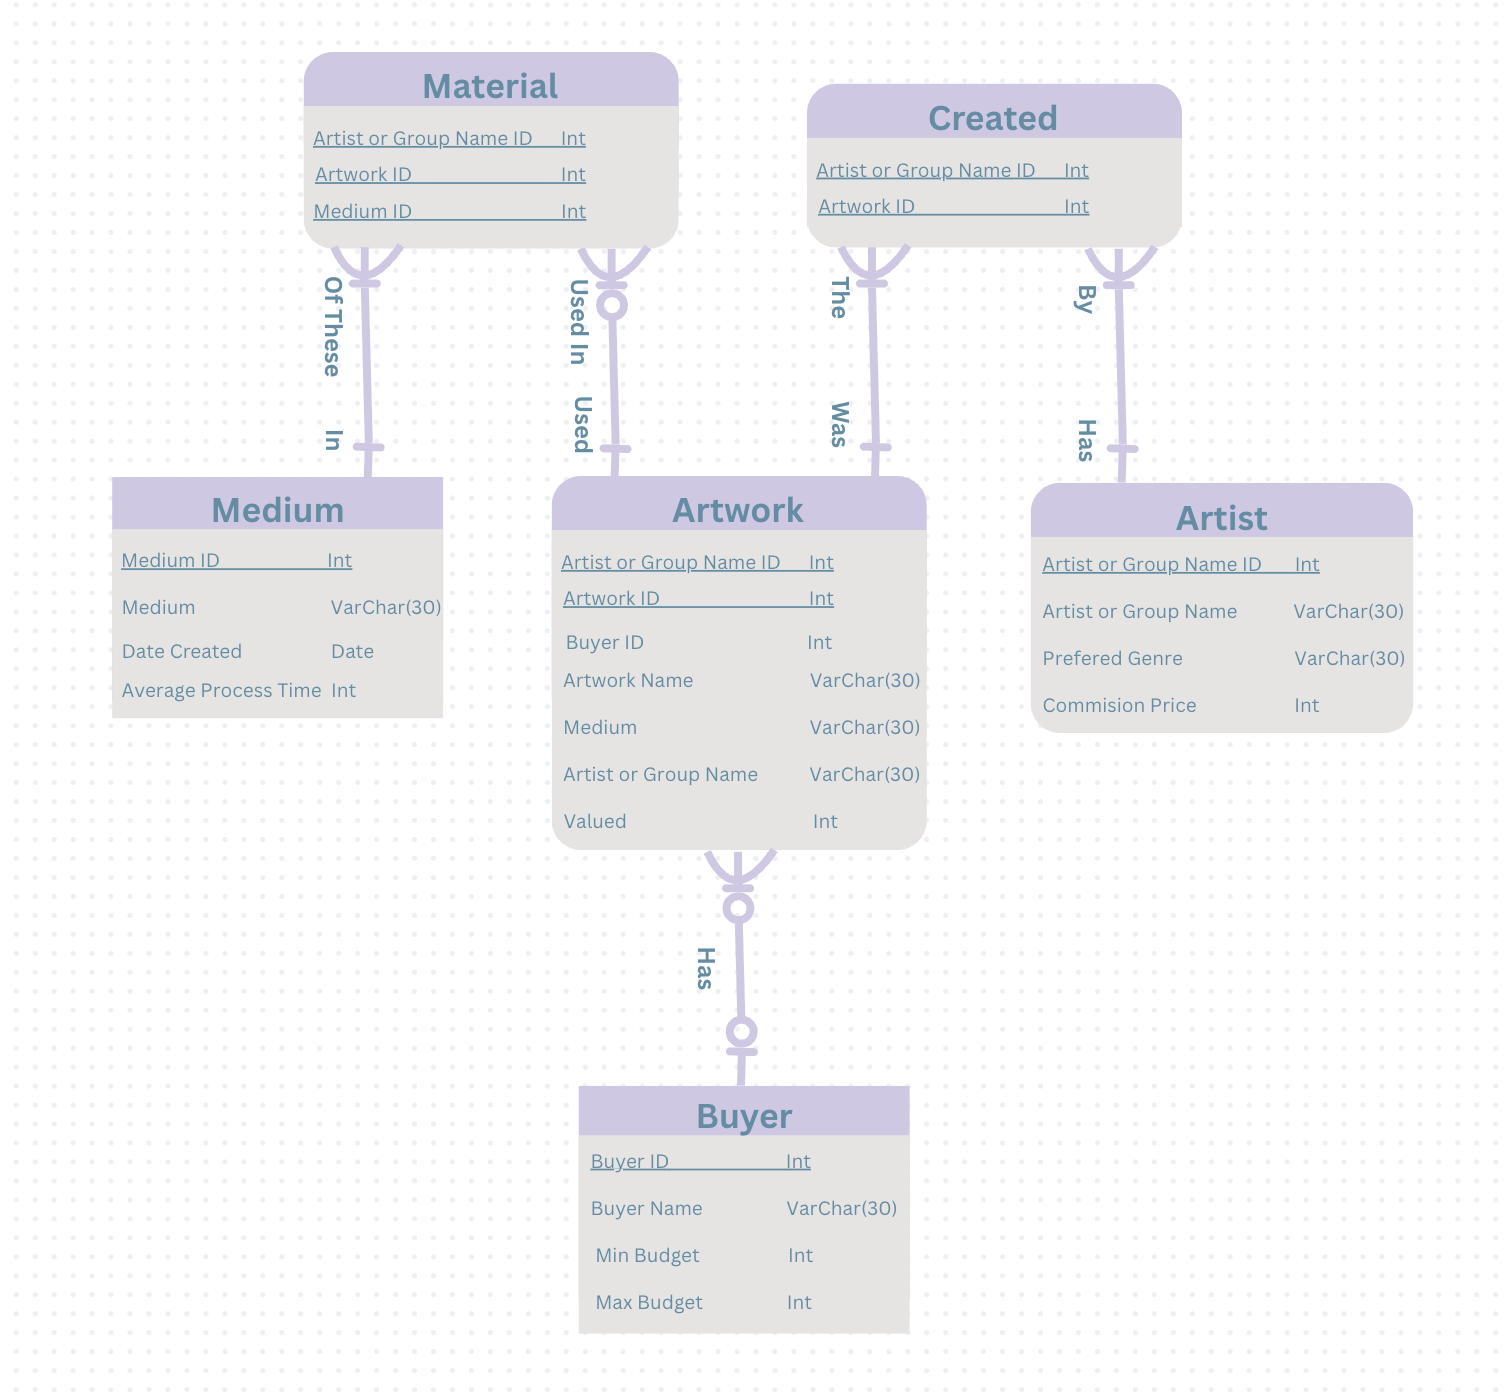 Material
Artist or Group Name ID Int
Artwork ID Int
Medium ID Int
Created
Artist or Group Name ID Int
Artwork ID Int
Of These
In
Used In
Used
The
Was
By
Has
Medium
Medium ID Int
Medium VarChar(30)
Date Created Date
Average Process Time Int
Artwork
Artist or Group Name ID Int
Artwork ID Int
Buyer ID Int
Artwork Name VarChar(30)
Medium VarChar(30)
Artist or Group Name VarChar(30)
Valued Int
Artist
Artist or Group Name ID Int
Artist or Group Name VarChar(30)
Prefered Genre VarChar(30)
Commision Price Int
Has
Buyer
Buyer ID Int
Buyer Name VarChar(30)
Min Budget Int
Max Budget Int